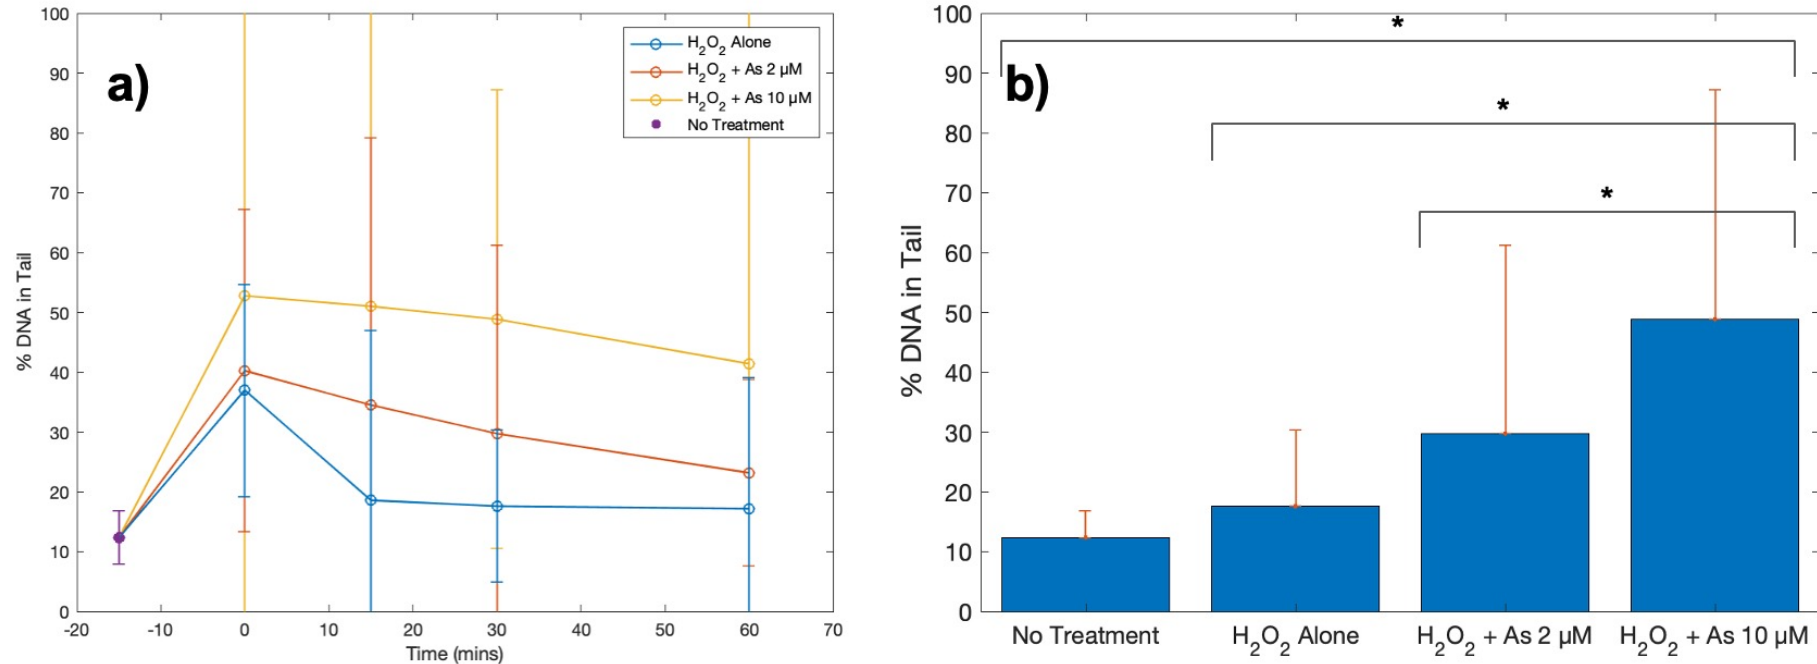 a)
100
90
80
70
60
50
40
30
20
10
0
% DNA in Tail
-20 -10 0 10 20 30 40 50 60 70
Time (mins)
H₂O₂ Alone
H₂O₂ + As 2 µM
H₂O₂ + As 10 µM
No Treatment
b)
100
90
80
70
60
50
40
30
20
10
0
% DNA in Tail
*
*
*
No Treatment H₂O₂ Alone H₂O₂ + As 2 µM H₂O₂ + As 10 µM